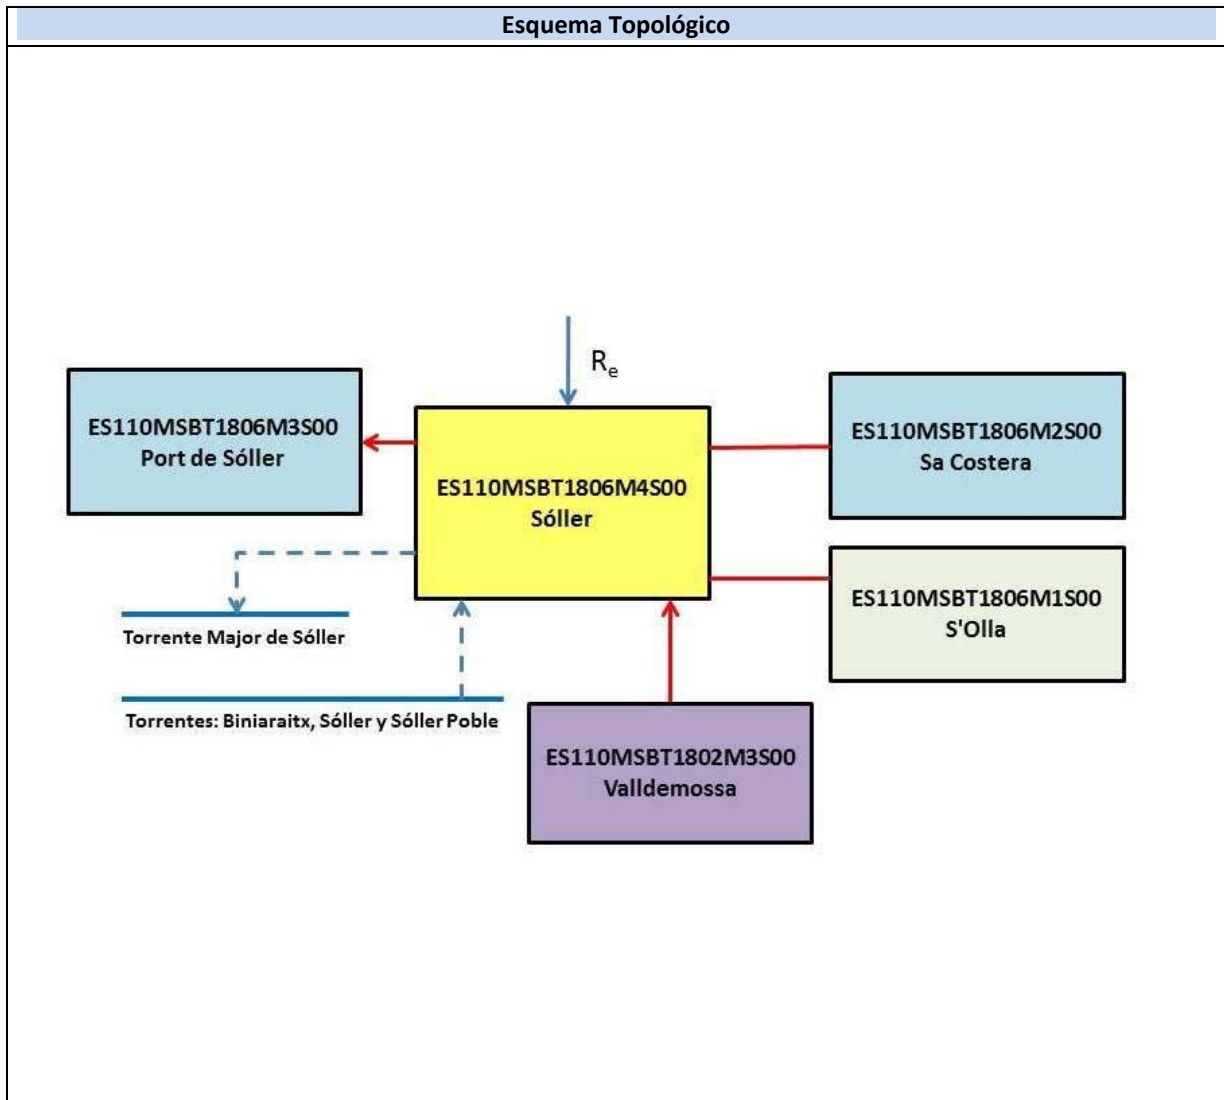 Esquema Topológico
Re
ES110MSBT1806M3S00
Port de Sóller
ES110MSBT1806M4S00
Sóller
ES110MSBT1806M2S00
Sa Costera
ES110MSBT1806M1S00
S'Olla
Torrente Major de Sóller
Torrentes: Biniaraitx, Sóller y Sóller Poble
ES110MSBT1802M3S00
Valldemossa